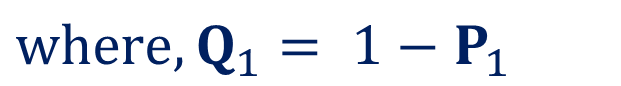 where, Q₁ = 1 − P₁